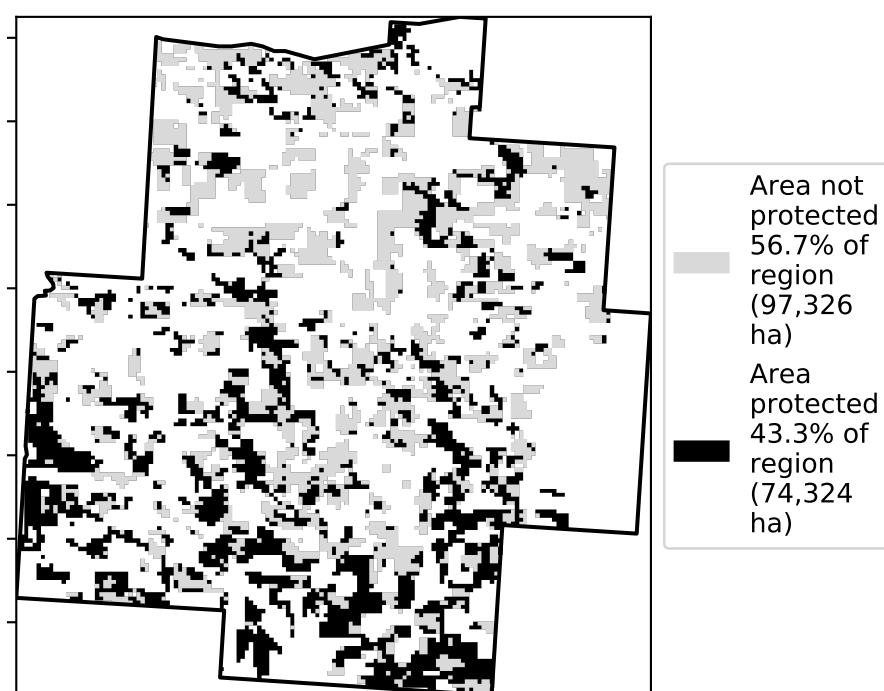 Area not
protected
56.7% of
region
(97,326
ha)
Area
protected
43.3% of
region
(74,324
ha)